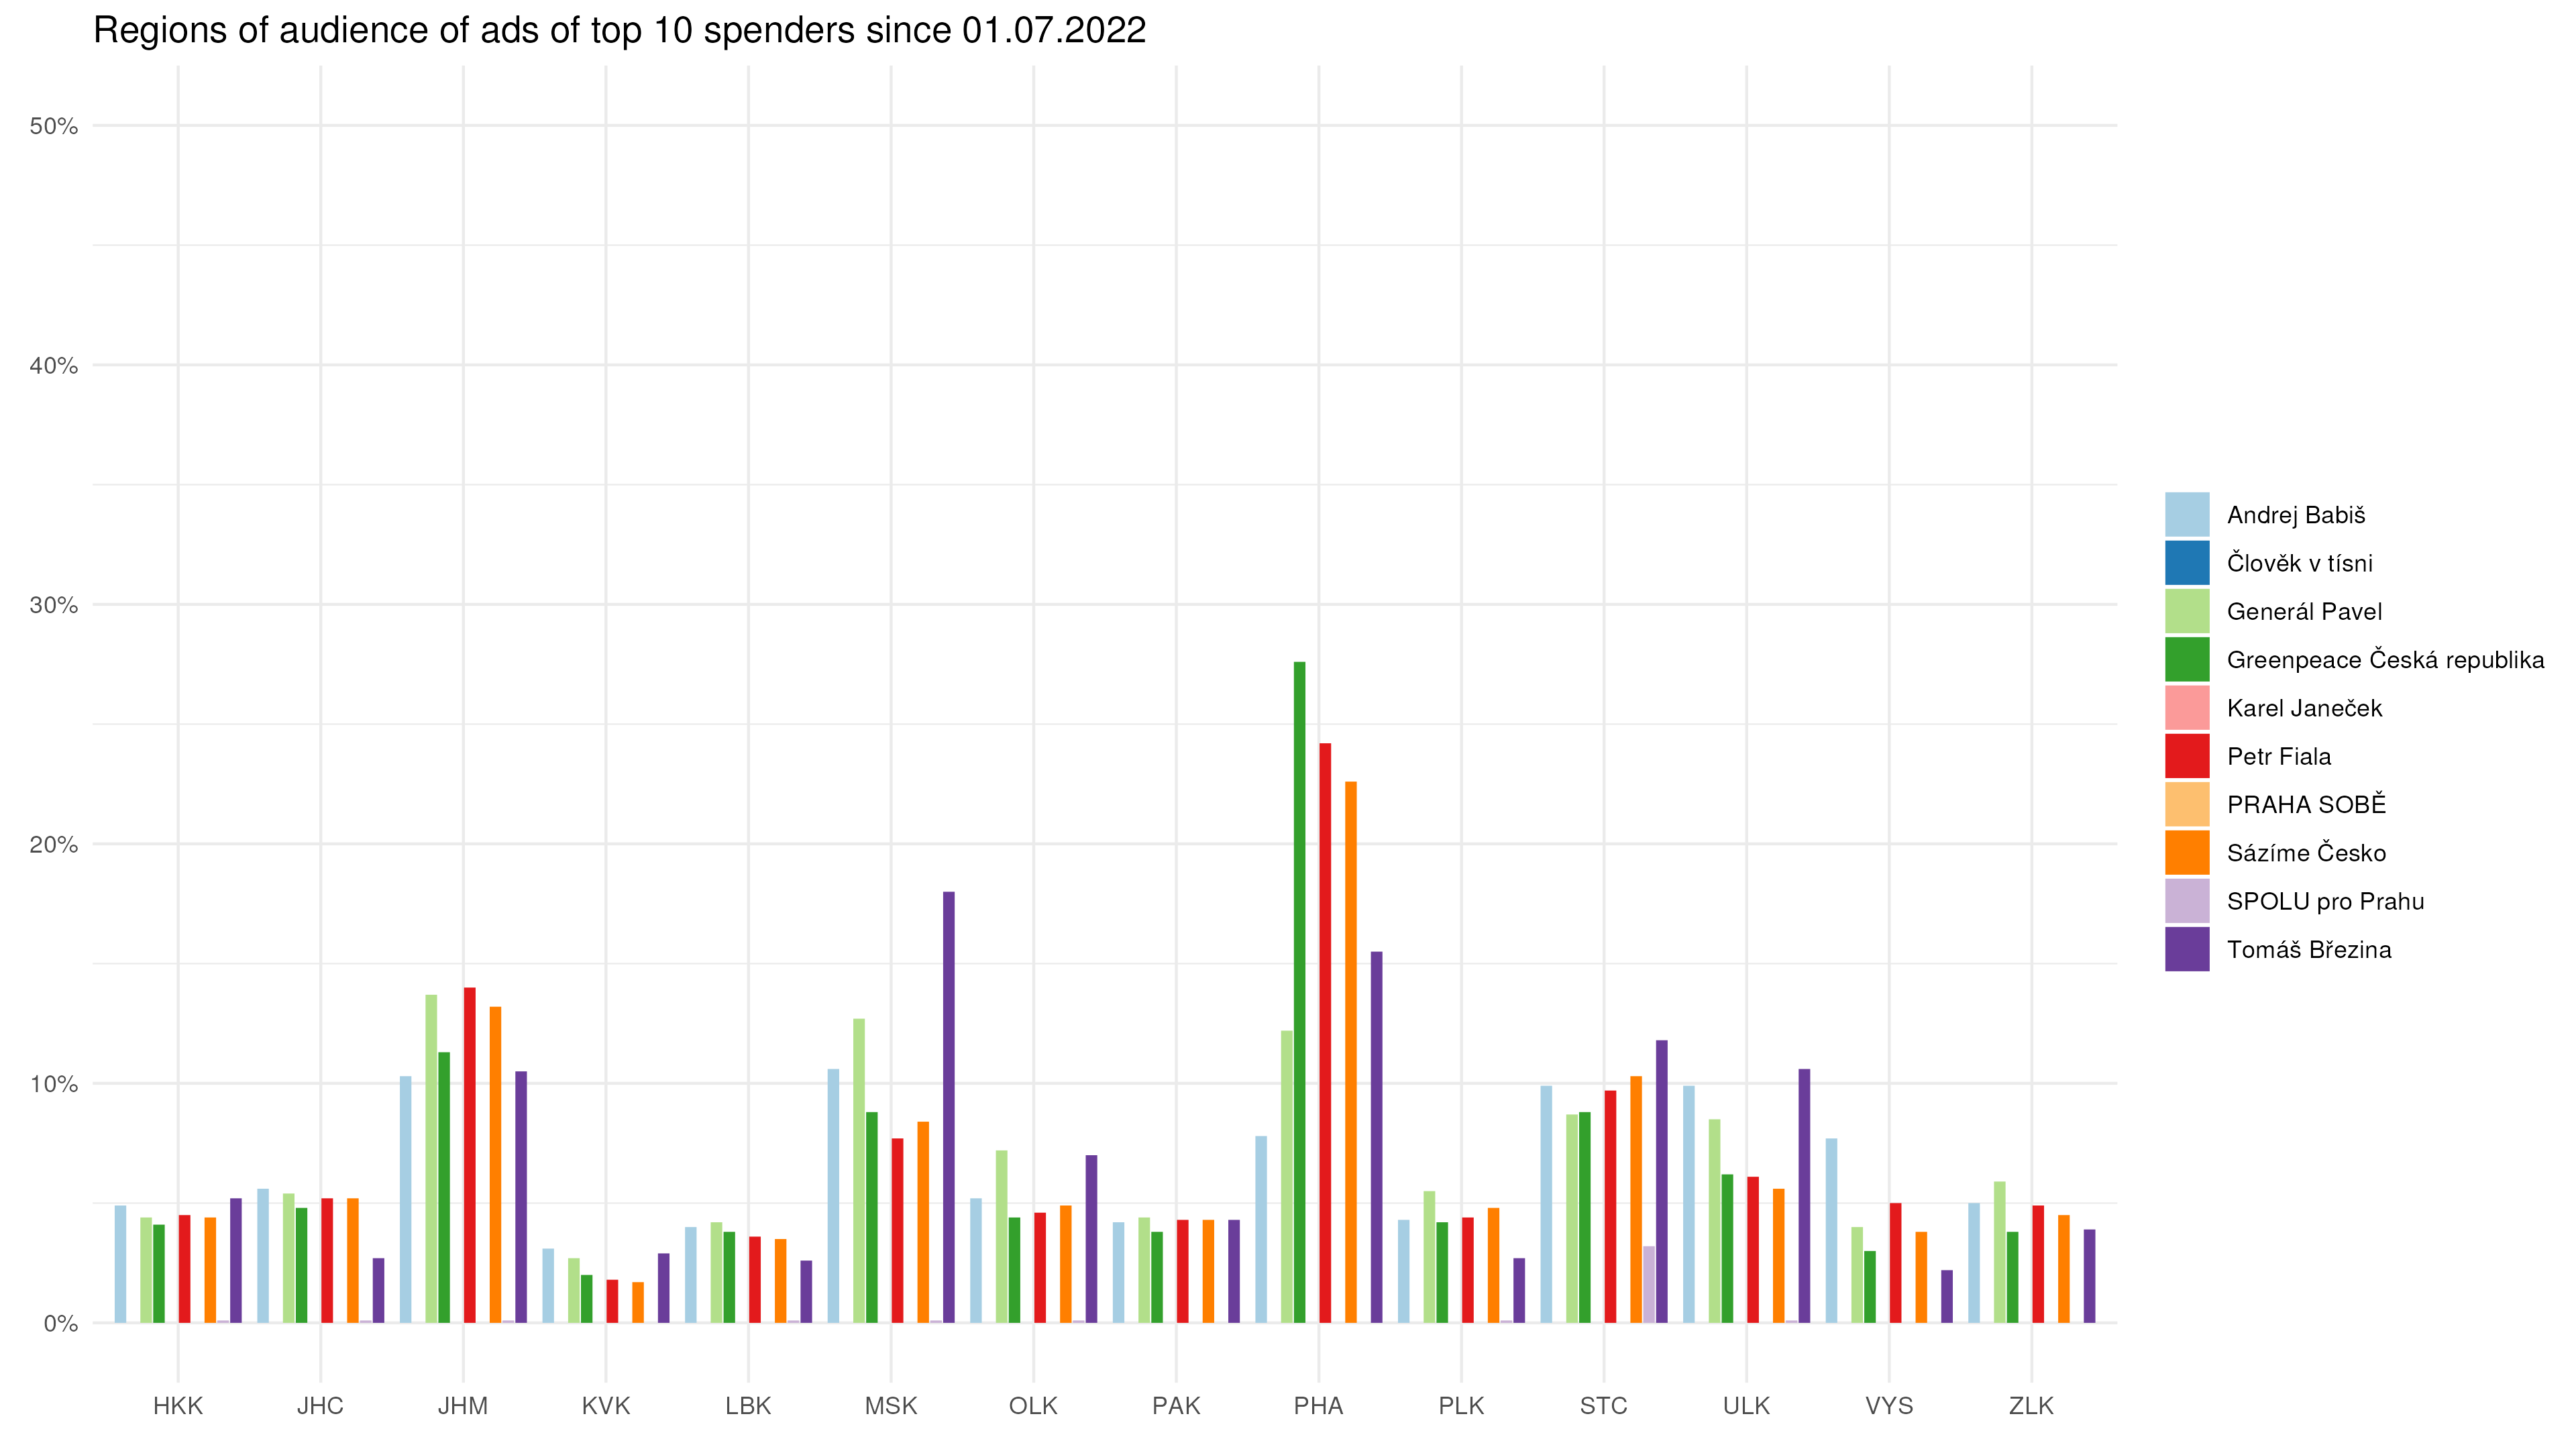 Regions of audience of ads of top 10 spenders since 01.07.2022
50%
40%
30%
20%
10%
0%
HKK JHC JHM KVK LBK MSK OLK PAK PHA PLK STC ULK VYS ZLK
Andrej Babiš
Člověk v tísni
Generál Pavel
Greenpeace Česká republika
Karel Janeček
Petr Fiala
PRAHA SOBĚ
Sázíme Česko
SPOLU pro Prahu
Tomáš Březina